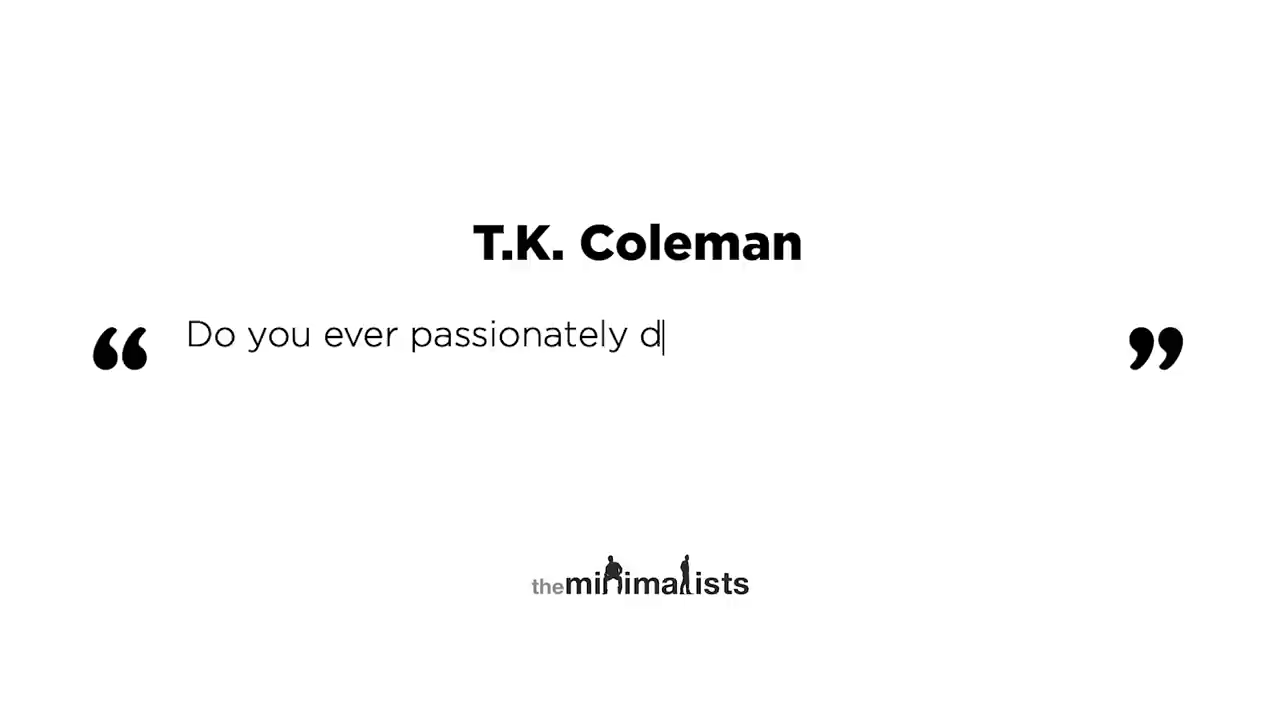 T.K. Coleman
“ Do you ever passionately d ”
theminimalists